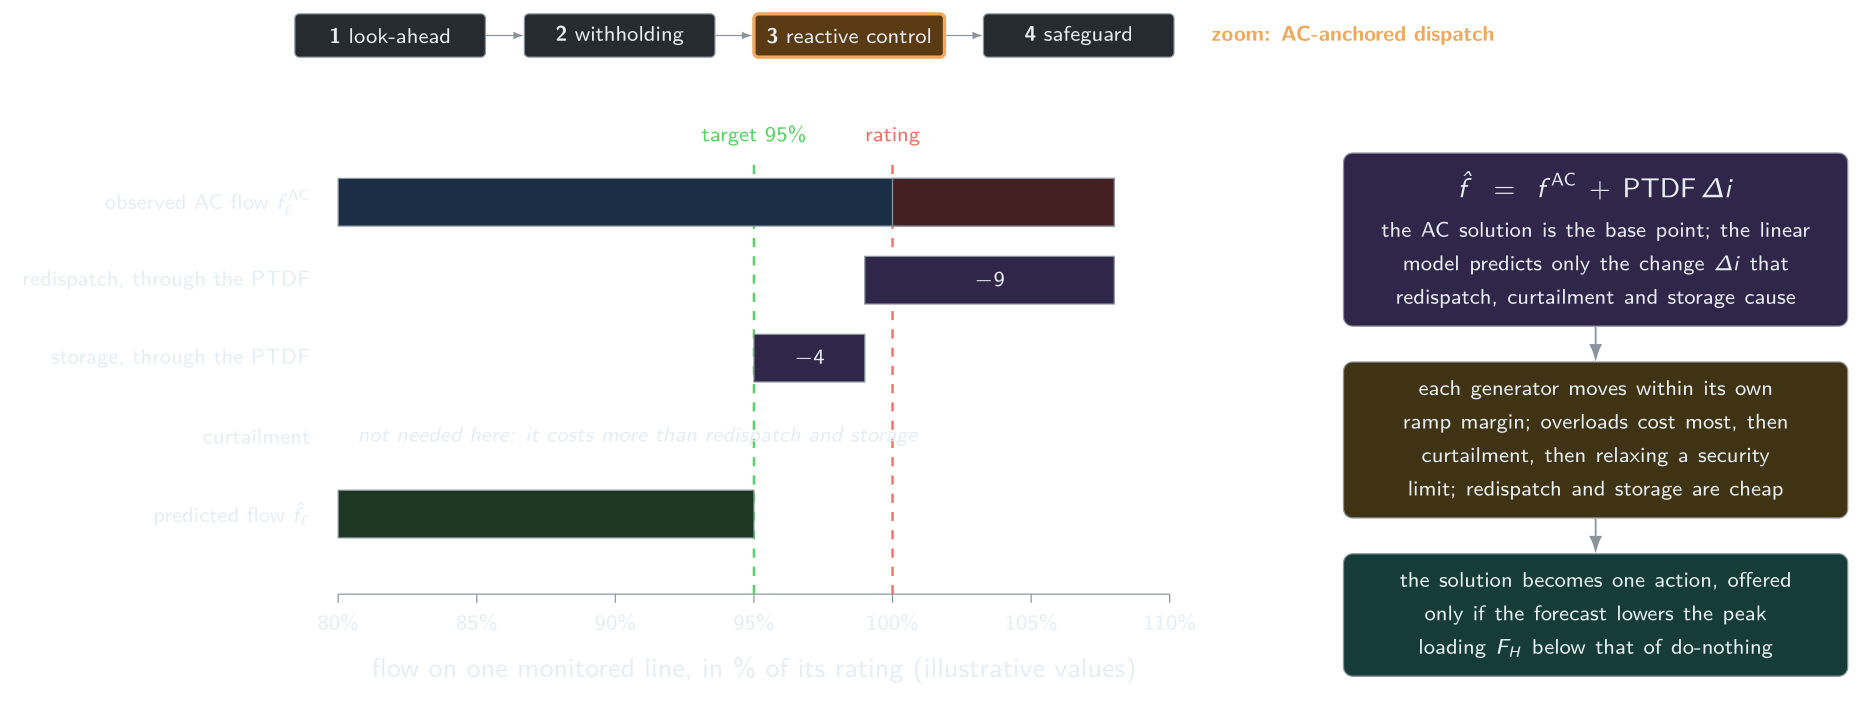 1 look-ahead
2 withholding
3 reactive control
4 safeguard
zoom: AC-anchored dispatch
target 95%
rating
observed AC flow f_ℓ^AC
redispatch, through the PTDF
−9
storage, through the PTDF
−4
curtailment
not needed here: it costs more than redispatch and storage
predicted flow f̂_ℓ
80%
85%
90%
95%
100%
105%
110%
flow on one monitored line, in % of its rating (illustrative values)
f̂ = f^AC + PTDF Δi
the AC solution is the base point; the linear
model predicts only the change Δi that
redispatch, curtailment and storage cause
each generator moves within its own
ramp margin; overloads cost most, then
curtailment, then relaxing a security
limit; redispatch and storage are cheap
the solution becomes one action, offered
only if the forecast lowers the peak
loading F_H below that of do-nothing